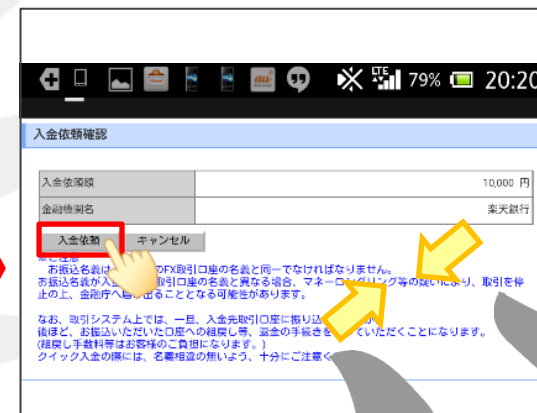 au
LTE 79% 20:20
入金依頼確認
入金依頼額 10,000 円
金融機関名 楽天銀行
入金依頼 キャンセル
※ご注意
お振込名義は のFX取引口座の名義と同一でなければなりません。
お振込名義が入 取引口座の名義と異なる場合、マネーロンダリング等の疑いにより、取引を停
止の上、金融庁へ 出ることとなる可能性があります。
なお、取引システム上では、一旦、入金先取引口座に振り込
後ほど、お振込いただいた口座への組戻し等、返金の手続き ていただくことになります。
(組戻し手数料等はお客様のご負担になります。)
クイック入金の際には、名義相違の無いよう、十分にご注意く